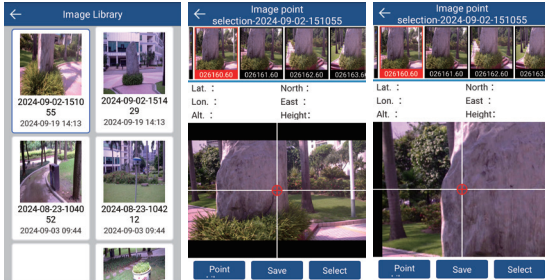 Image Library
2024-09-02-1510
55
2024-09-19 14:13
2024-09-02-1514
29
2024-09-19 14:13
2024-08-23-1040
52
2024-09-03 09:44
2024-08-23-1042
12
2024-09-03 09:44
Image point
selection-2024-09-02-151055
026160.60
026161.60
026162.60
026163.6
Lat. :
North :
Lon. :
East :
Alt. :
Height:
Point
Save
Select
Image point
selection-2024-09-02-151055
026160.60
026161.60
026162.60
026163.60
Lat. :
North :
Lon. :
East :
Alt. :
Height:
Point
Save
Select